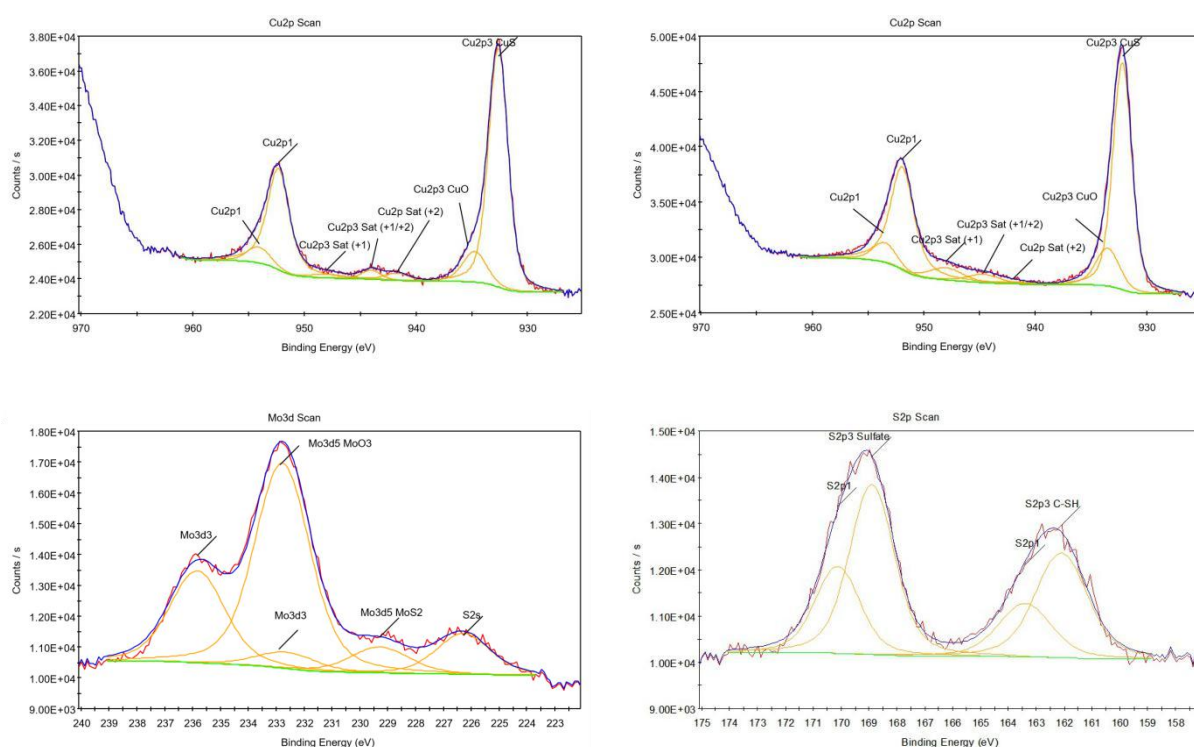 Cu2p Scan
3.80E+04
3.60E+04
3.40E+04
3.20E+04
3.00E+04
2.80E+04
2.60E+04
2.40E+04
2.20E+04
Counts / s
Cu2p3 CuS
Cu2p1
Cu2p3 CuO
Cu2p Sat (+2)
Cu2p3 Sat (+1/+2)
Cu2p1
Cu2p3 Sat (+1)
970 960 950 940 930
Binding Energy (eV)
Cu2p Scan
5.00E+04
4.50E+04
4.00E+04
3.50E+04
3.00E+04
2.50E+04
Counts / s
Cu2p3 CuS
Cu2p1
Cu2p1
Cu2p3 CuO
Cu2p3 Sat (+1/+2)
Cu2p3 Sat (+1)
Cu2p Sat (+2)
970 960 950 940 930
Binding Energy (eV)
Mo3d Scan
1.80E+04
1.70E+04
1.60E+04
1.50E+04
1.40E+04
1.30E+04
1.20E+04
1.10E+04
1.00E+04
9.00E+03
Counts / s
Mo3d5 MoO3
Mo3d3
Mo3d3
Mo3d5 MoS2
S2s
240 239 238 237 236 235 234 233 232 231 230 229 228 227 226 225 224 223
Binding Energy (eV)
S2p Scan
1.50E+04
1.40E+04
1.30E+04
1.20E+04
1.10E+04
1.00E+04
9.00E+03
Counts / s
S2p3 Sulfate
S2p1
S2p3 C-SH
S2p1
175 174 173 172 171 170 169 168 167 166 165 164 163 162 161 160 159 158
Binding Energy (eV)